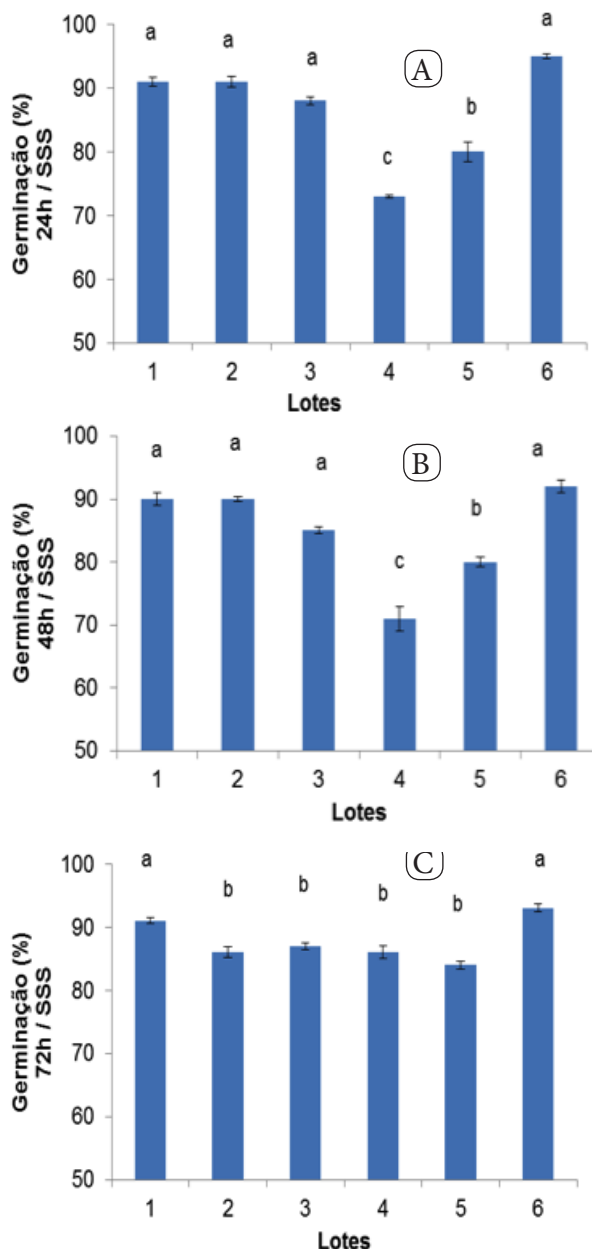 100
90
80
70
60
50
Germinação (%)
24h / SSS
a a a c b a
A
1 2 3 4 5 6
Lotes
100
90
80
70
60
50
Germinação (%)
48h / SSS
a a a c b a
B
1 2 3 4 5 6
Lotes
100
90
80
70
60
50
Germinação (%)
72h / SSS
a b b b b a
C
1 2 3 4 5 6
Lotes